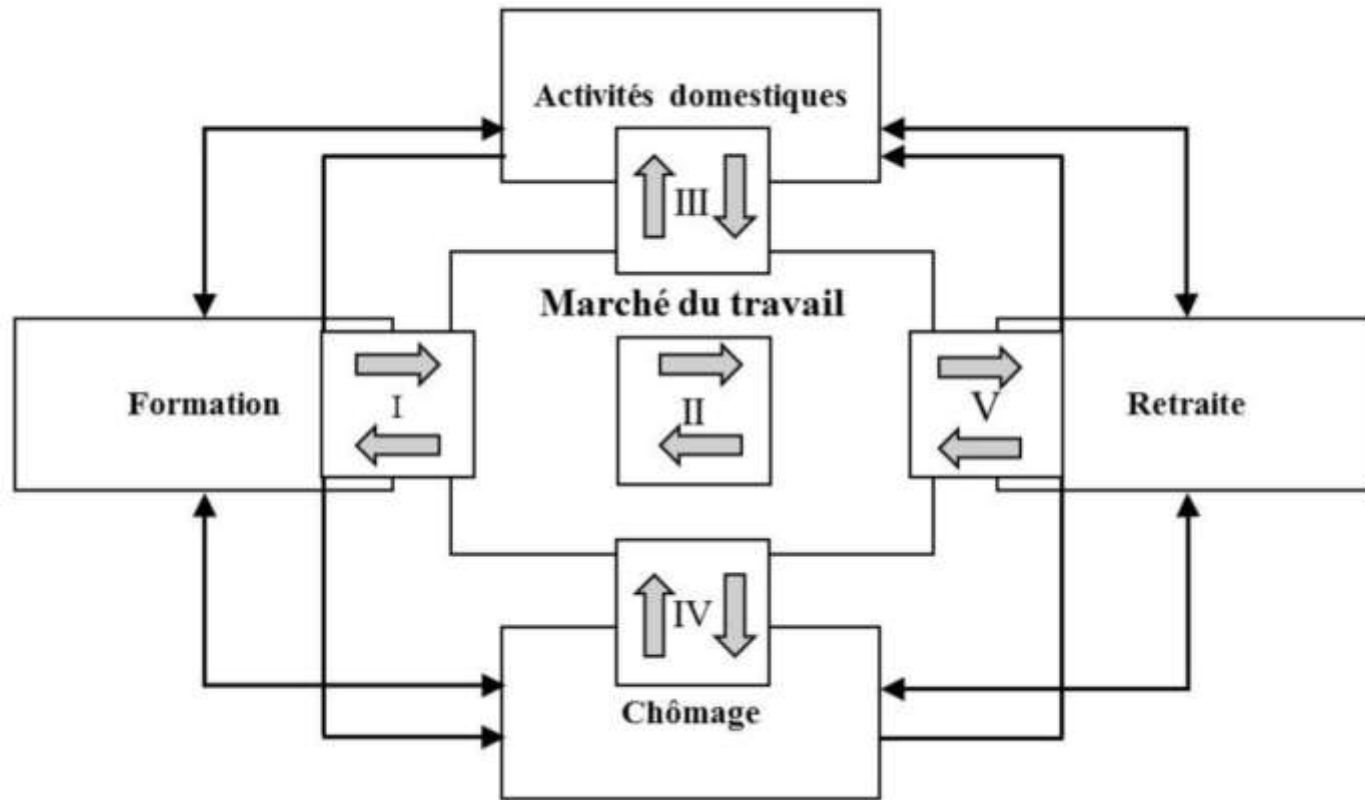 Activités domestiques
III
Marché du travail
Formation
I
II
V
Retraite
IV
Chômage